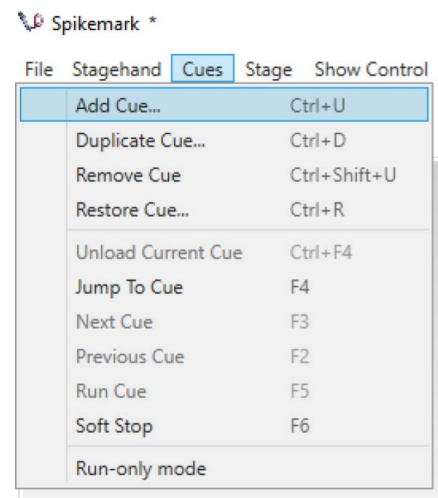 Spikemark *
File Stagehand Cues Stage Show Control
Add Cue... Ctrl+U
Duplicate Cue... Ctrl+D
Remove Cue Ctrl+Shift+U
Restore Cue... Ctrl+R
Unload Current Cue Ctrl+F4
Jump To Cue F4
Next Cue F3
Previous Cue F2
Run Cue F5
Soft Stop F6
Run-only mode